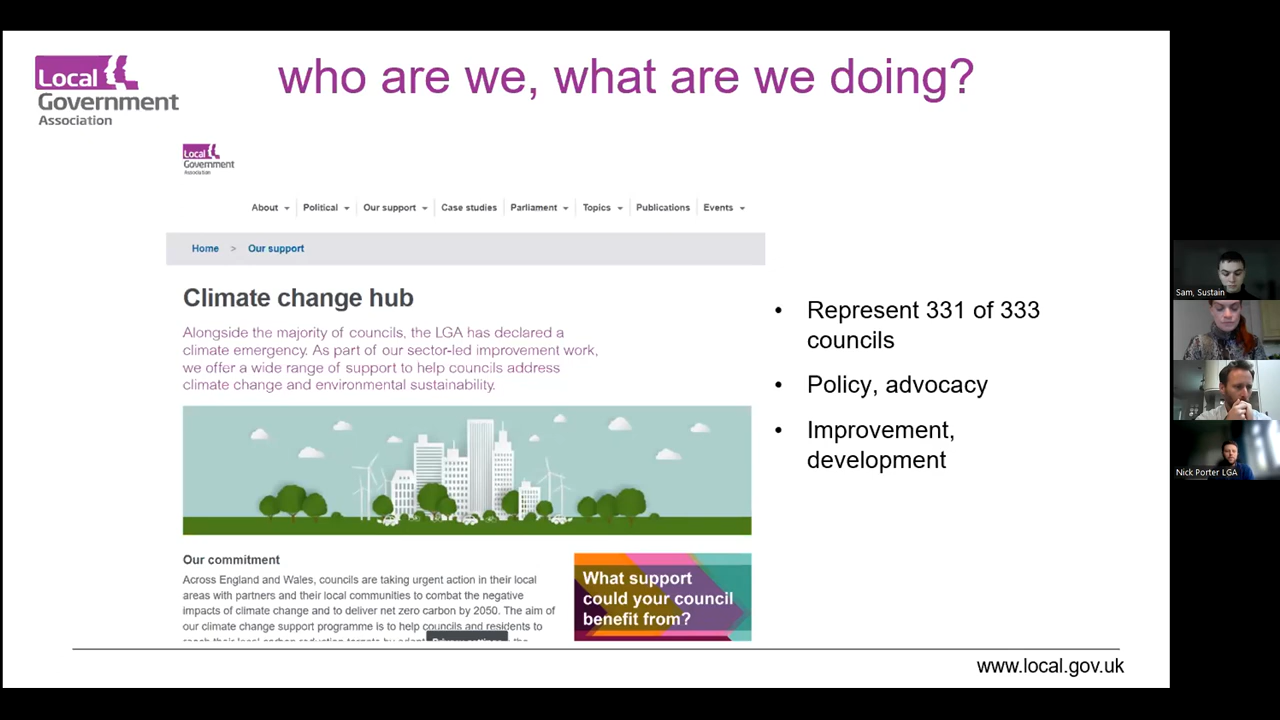 Local
Government
Association
who are we, what are we doing?
Local
Government
Association
About
Political
Our support
Case studies
Parliament
Topics
Publications
Events
Home > Our support
Climate change hub
Alongside the majority of councils, the LGA has declared a
climate emergency. As part of our sector-led improvement work,
we offer a wide range of support to help councils address
climate change and environmental sustainability.
Our commitment
Across England and Wales, councils are taking urgent action in their local
areas with partners and their local communities to combat the negative
impacts of climate change and to deliver net zero carbon by 2050. The aim of
our climate change support programme is to help councils and residents to
reach their local carbon reduction targets by
What support
could your council
benefit from?
• Represent 331 of 333
councils
• Policy, advocacy
• Improvement,
development
www.local.gov.uk
Sam, Sustain
Nick Porter LGA